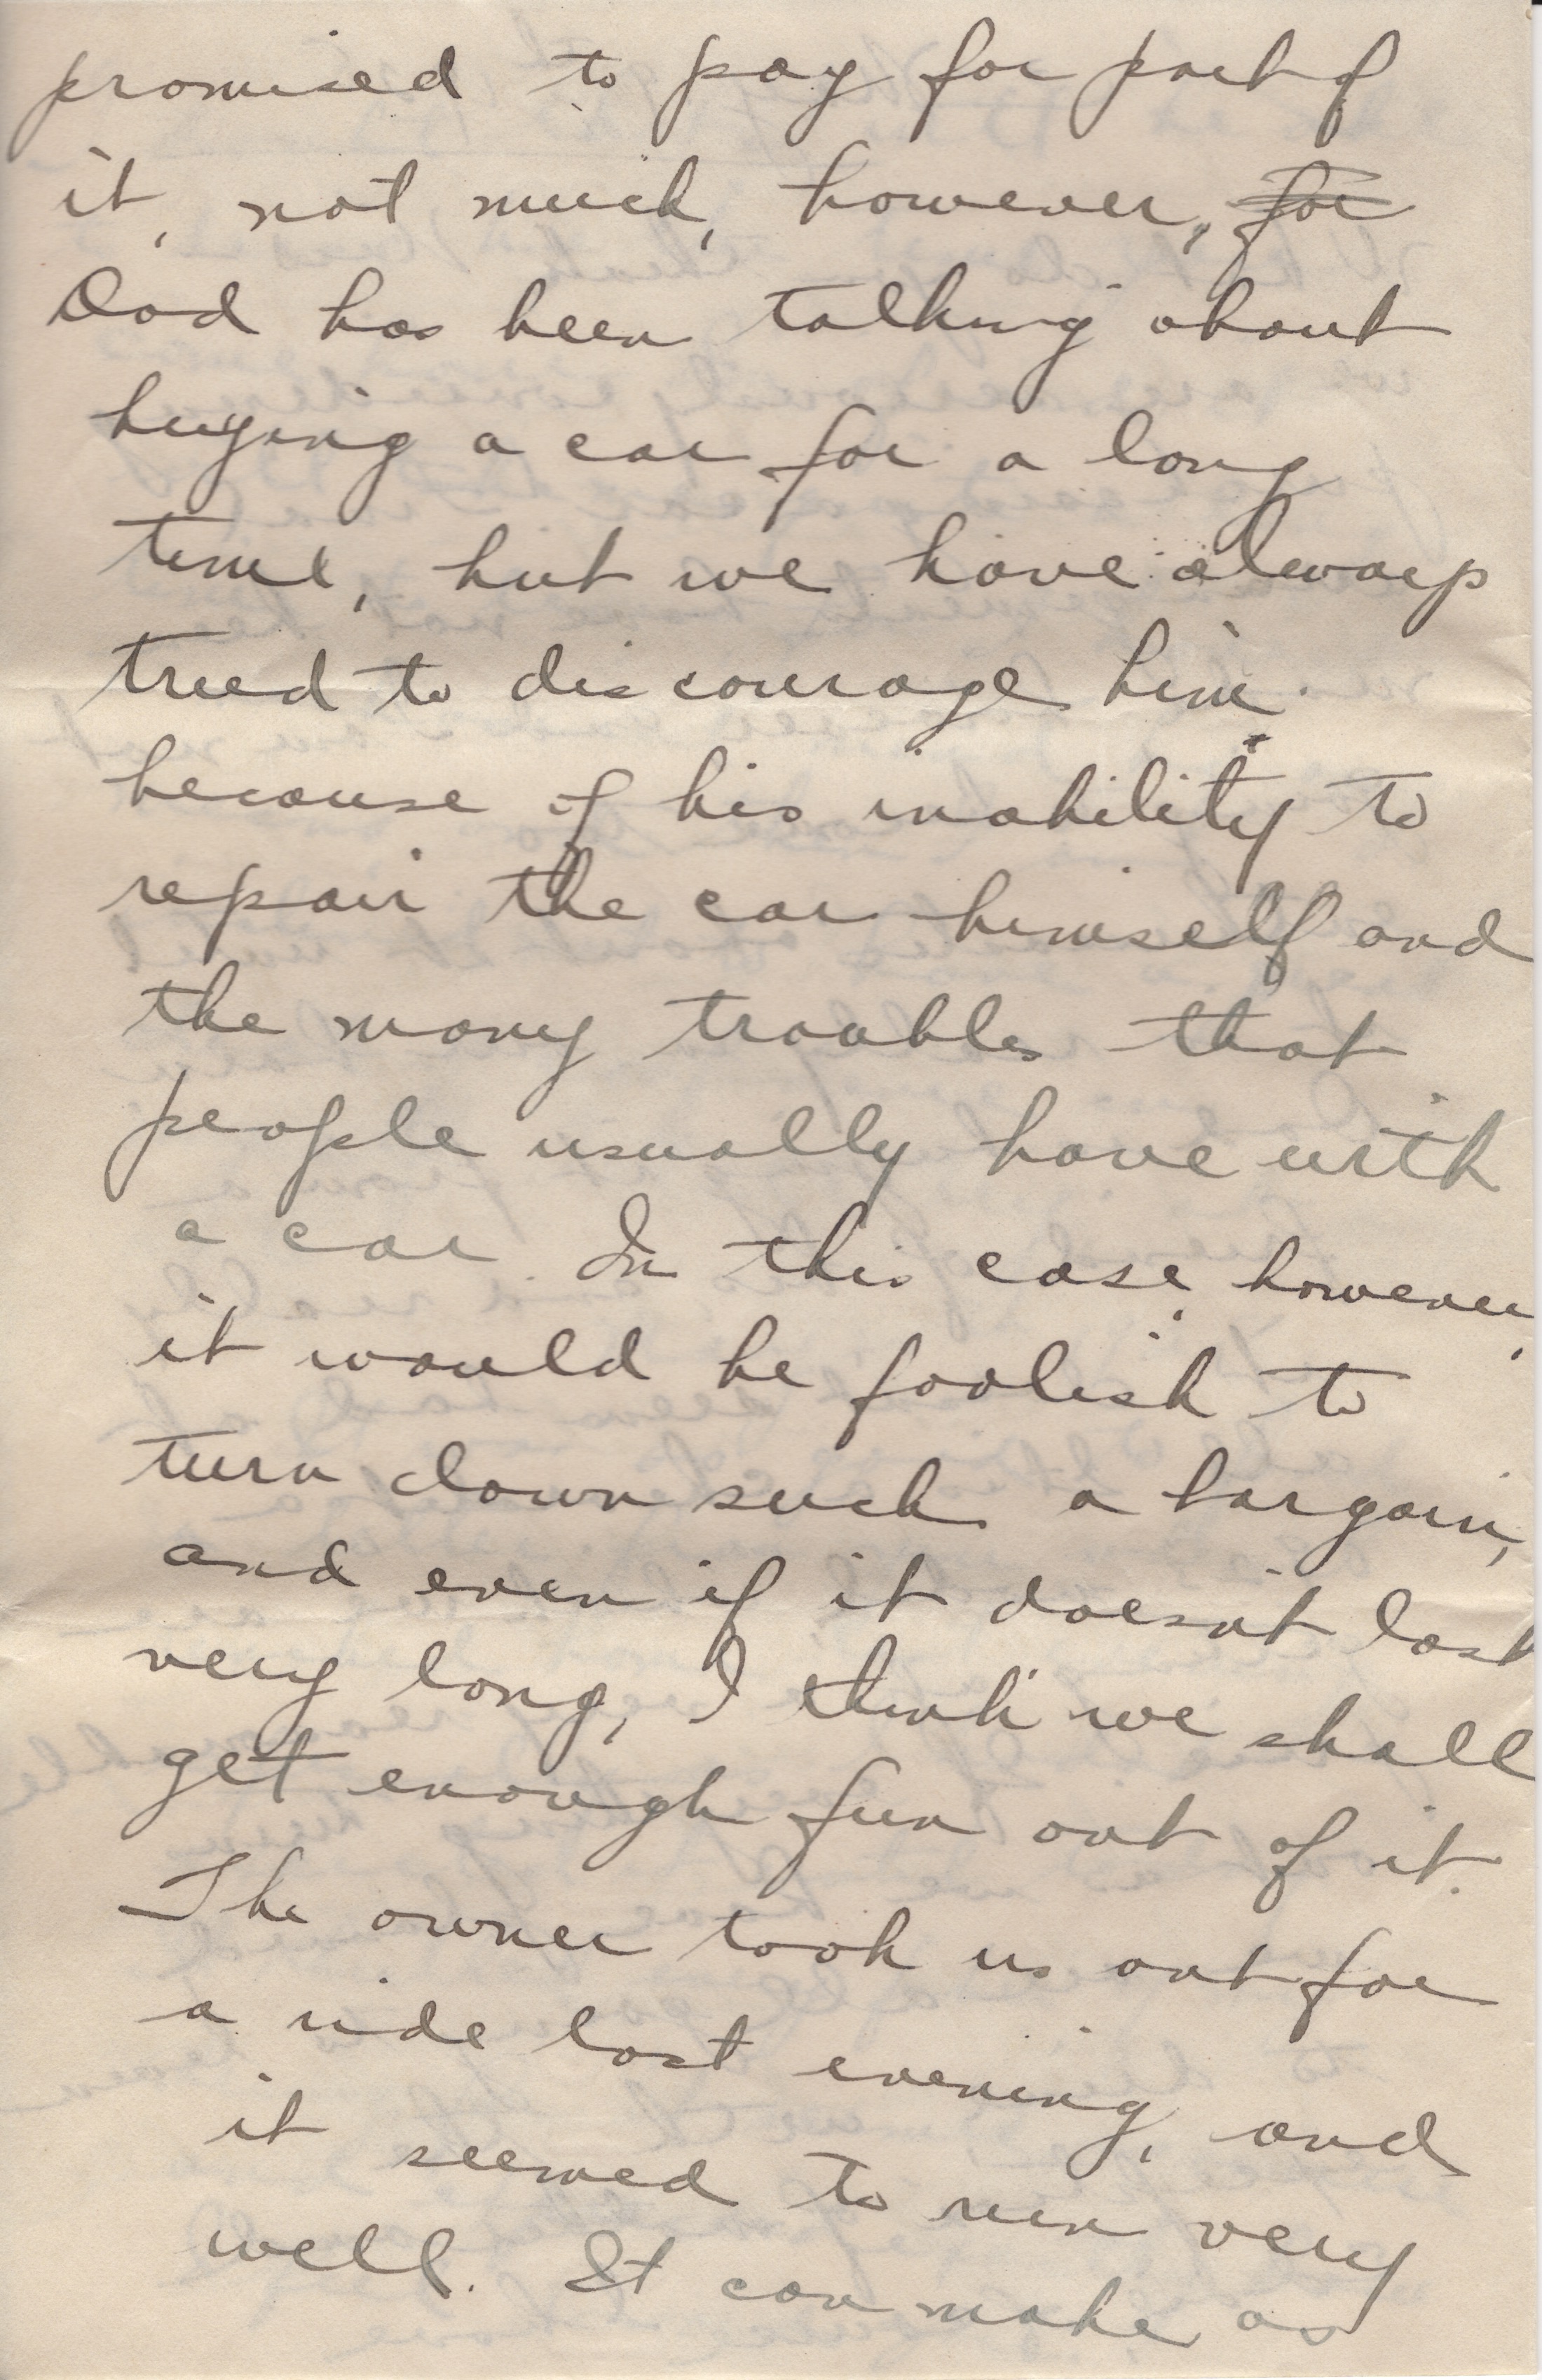 promised to pay for part of
it, not much, however, for
Dad has been talking about
buying a car for a long
time, but we have always
tried to discourage him
because of his inability to
repair the car himself and
the many troubles that
people usually have with
a car. In this case, however,
it would be foolish to
turn down such a bargain,
and even if it doesn't last
very long, I think we shall
get enough fun out of it.
The owner took us out for
a ride last evening, and
it seemed to run very
well. It can make as